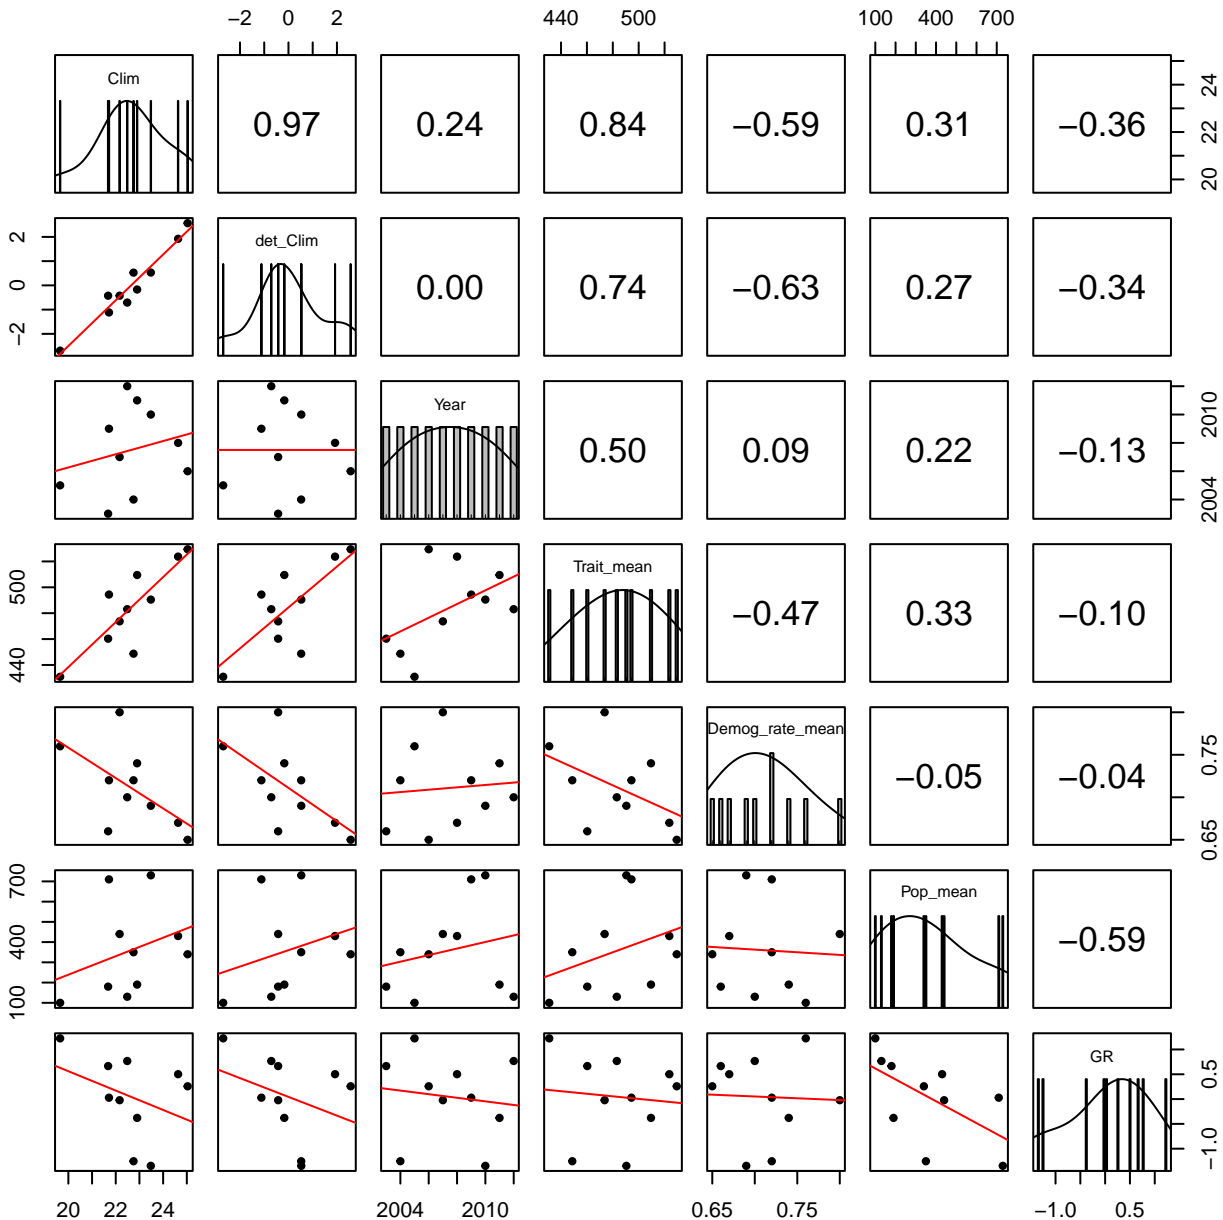 −2 0 2 440 500 100 400 700
Clim 0.97 0.24 0.84 −0.59 0.31 −0.36 20 22 24
−2 0 2 det_Clim 0.00 0.74 −0.63 0.27 −0.34
Year 0.50 0.09 0.22 −0.13 2004 2010
440 500 Trait_mean −0.47 0.33 −0.10
Demog_rate_mean −0.05 −0.04 0.65 0.75
100 400 700 Pop_mean −0.59
GR −1.0 0.5
20 22 24 2004 2010 0.65 0.75 −1.0 0.5